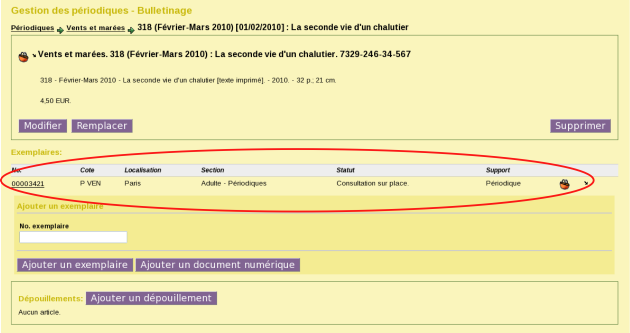 Gestion des périodiques - Bulletinage
Périodiques Vents et marées 318 (Février-Mars 2010) [01/02/2010] : La seconde vie d'un chalutier
Vents et marées. 318 (Février-Mars 2010) : La seconde vie d'un chalutier. 7329-246-34-567
318 - Février-Mars 2010 - La seconde vie d'un chalutier [texte imprimé]. - 2010. - 32 p.; 21 cm.
4,50 EUR.
Modifier Remplacer Supprimer
Exemplaires:
No. Cote Localisation Section Statut Support
00003421 P VEN Paris Adulte - Périodiques Consultation sur place. Périodique
Ajouter un exemplaire
No. exemplaire
Ajouter un exemplaire Ajouter un document numérique
Dépouillements: Ajouter un dépouillement
Aucun article.